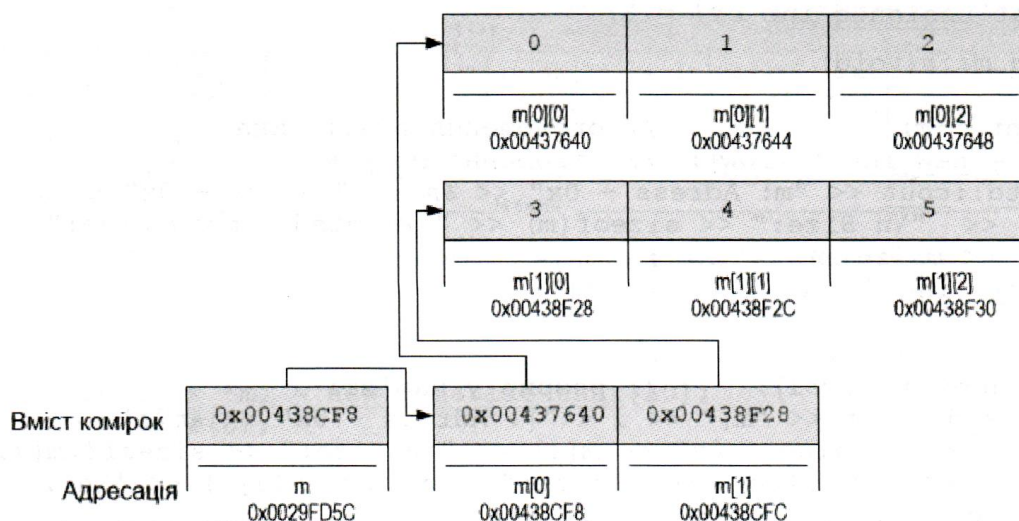 0 1 2
m[0][0] m[0][1] m[0][2]
0x00437640 0x00437644 0x00437648
3 4 5
m[1][0] m[1][1] m[1][2]
0x00438F28 0x00438F2C 0x00438F30
Вміст комірок 0x00438CF8 0x00437640 0x00438F28
Адресація m m[0] m[1]
0x0029FD5C 0x00438CF8 0x00438CFC